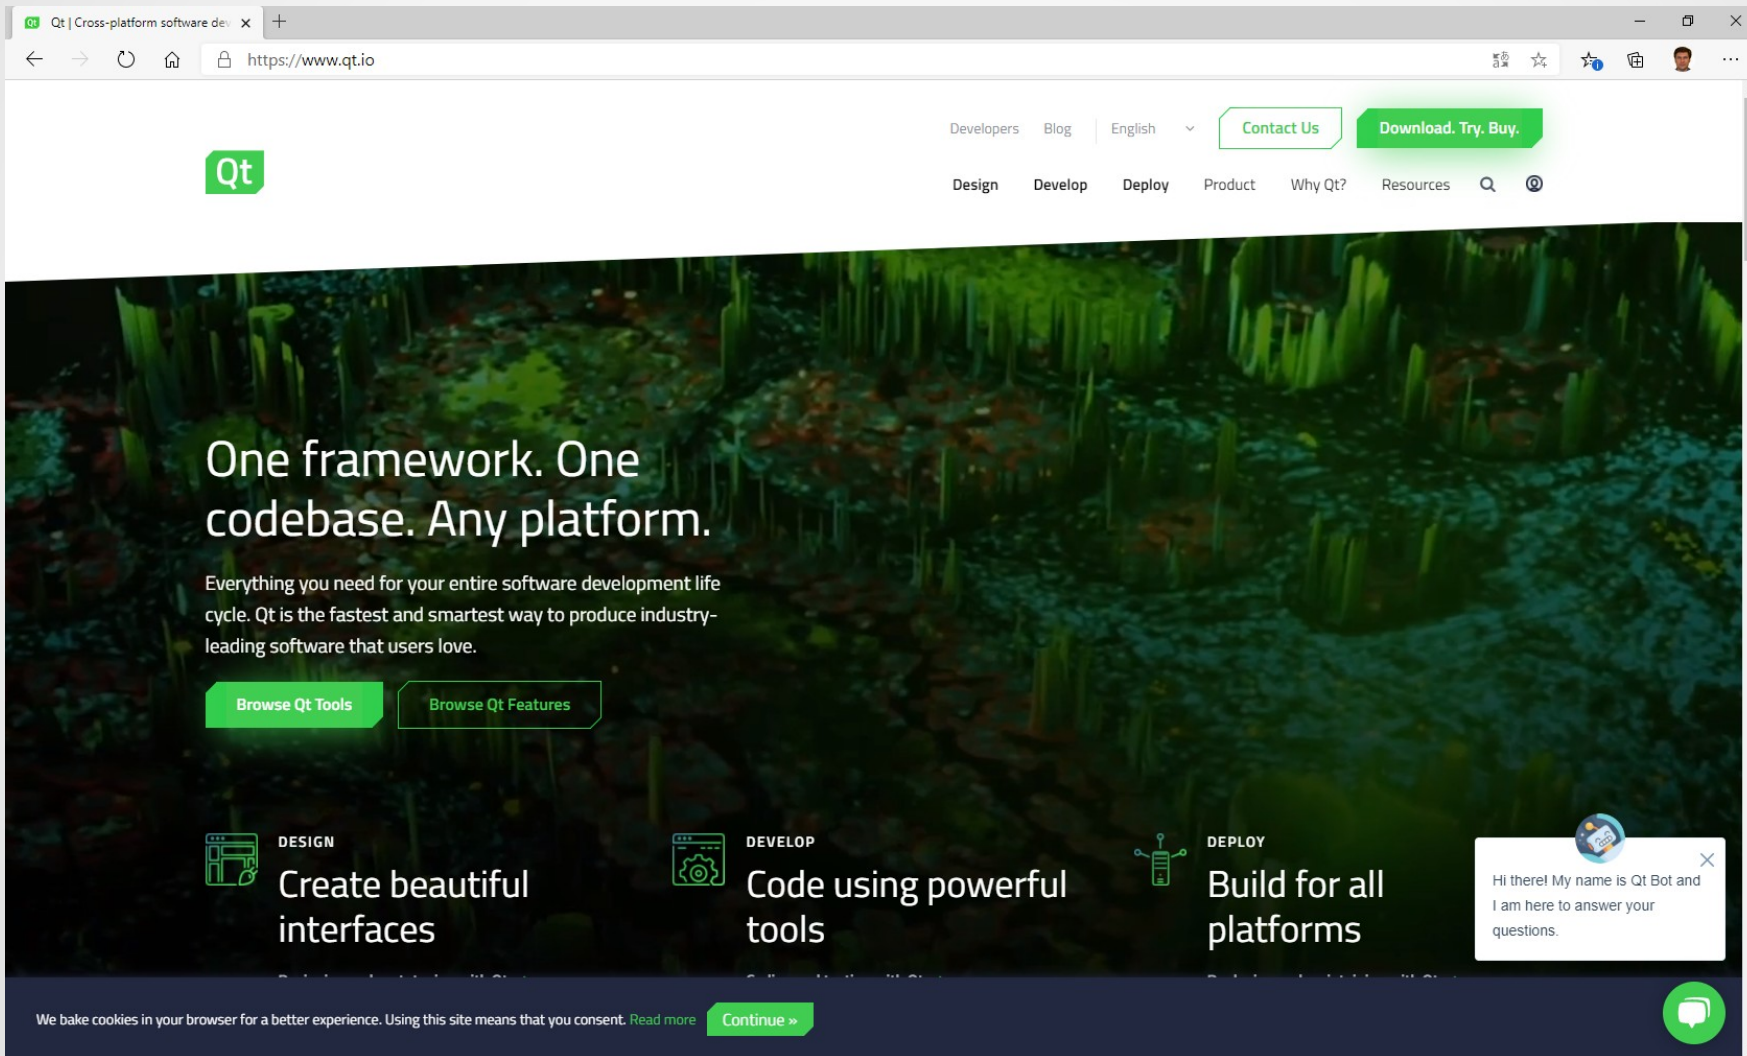 Qt | Cross-platform software dev
https://www.qt.io
Developers Blog English Contact Us Download. Try. Buy.
Qt
Design Develop Deploy Product Why Qt? Resources
One framework. One
codebase. Any platform.
Everything you need for your entire software development life
cycle. Qt is the fastest and smartest way to produce industry-
leading software that users love.
Browse Qt Tools Browse Qt Features
DESIGN
Create beautiful
interfaces
DEVELOP
Code using powerful
tools
DEPLOY
Build for all
platforms
Hi there! My name is Qt Bot and
I am here to answer your
questions.
We bake cookies in your browser for a better experience. Using this site means that you consent. Read more Continue »